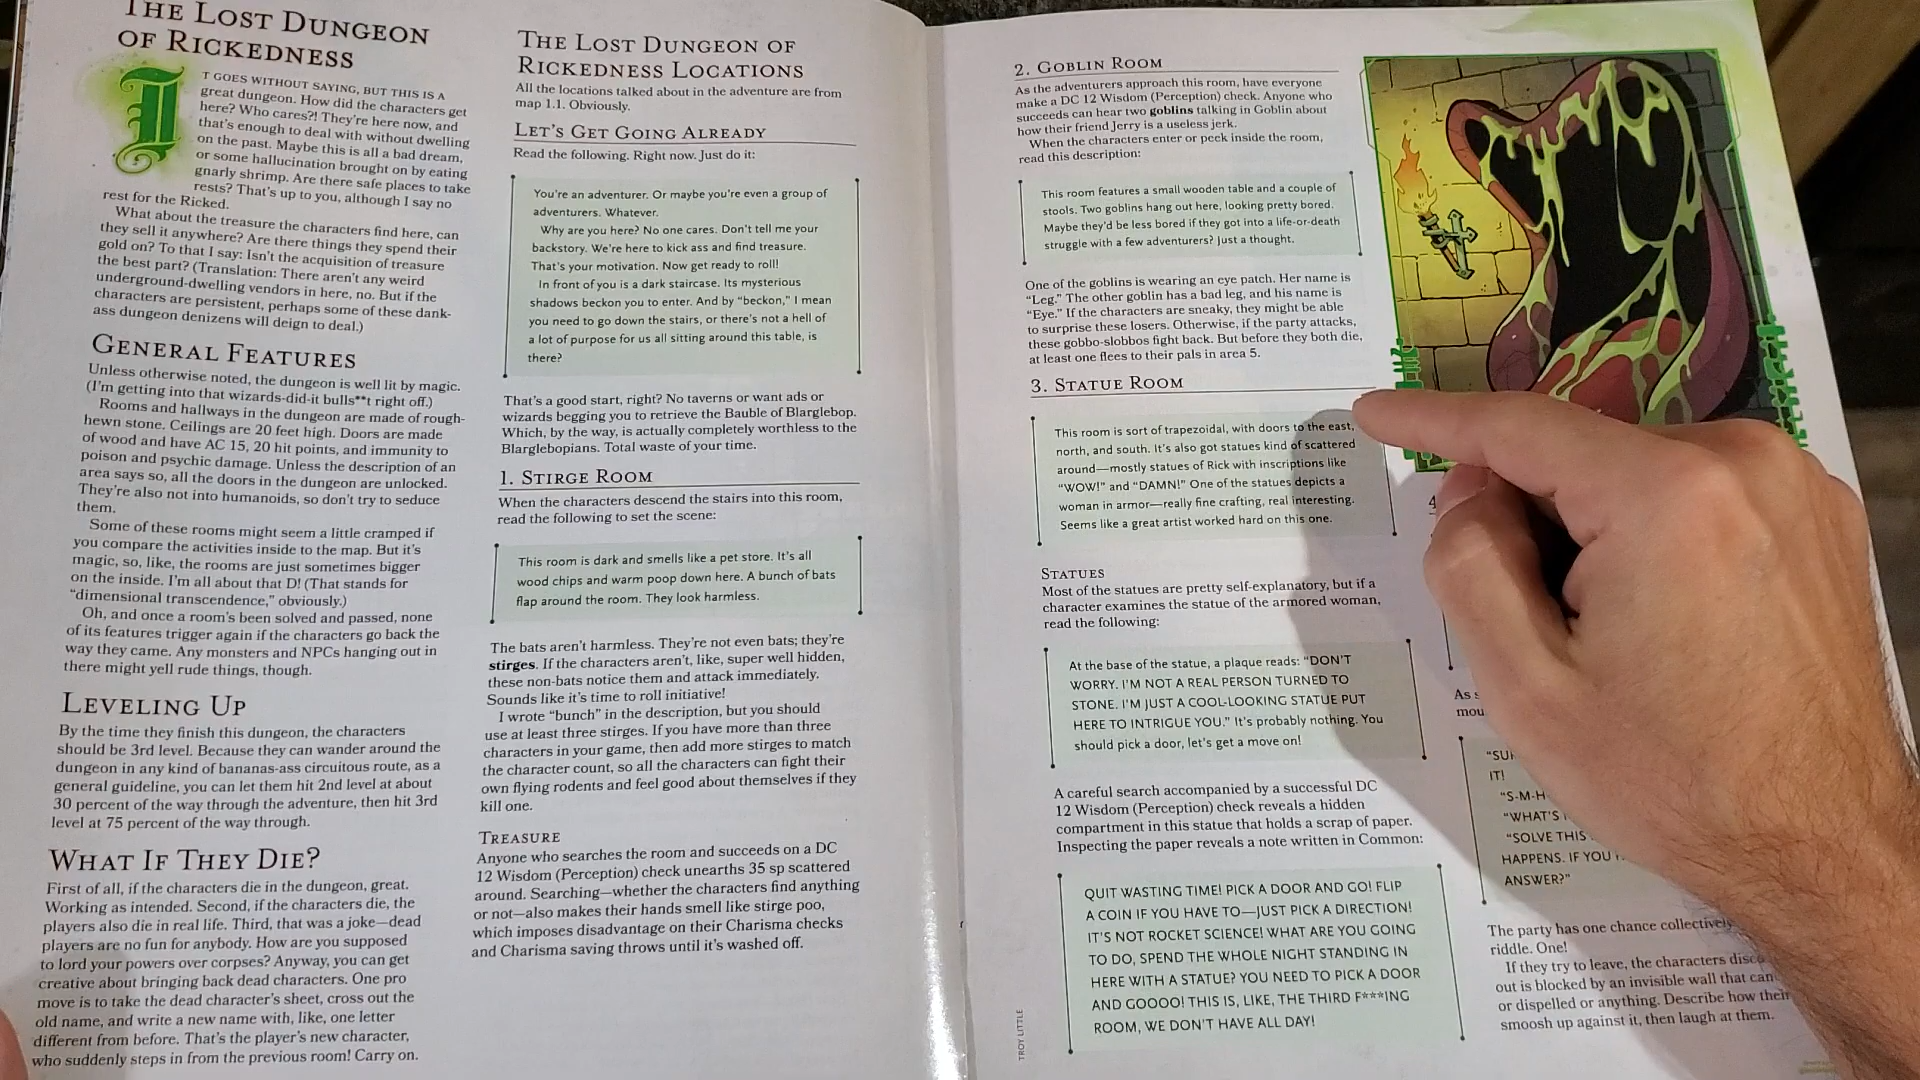 THE LOST DUNGEON
OF RICKEDNESS
IT GOES WITHOUT SAYING, BUT THIS IS A
great dungeon. How did the characters get
here? Who cares?! They're here now, and
that's enough to deal with without dwelling
on the past. Maybe this is all a bad dream,
or some hallucination brought on by eating
gnarly shrimp. Are there safe places to take
rests? That's up to you, although I say no
rest for the Ricked.
What about the treasure the characters find here, can
they sell it anywhere? Are there things they spend their
gold on? To that I say: Isn't the acquisition of treasure
the best part? (Translation: There aren't any weird
underground-dwelling vendors in here, no. But if the
characters are persistent, perhaps some of these dank-
ass dungeon denizens will deign to deal.)
GENERAL FEATURES
Unless otherwise noted, the dungeon is well lit by magic.
(I'm getting into that wizards-did-it bulls**t right off.)
Rooms and hallways in the dungeon are made of rough-
hewn stone. Ceilings are 20 feet high. Doors are made
of wood and have AC 15, 20 hit points, and immunity to
poison and psychic damage. Unless the description of an
area says so, all the doors in the dungeon are unlocked.
They're also not into humanoids, so don't try to seduce
them.
Some of these rooms might seem a little cramped if
you compare the activities inside to the map. But it's
magic, so, like, the rooms are just sometimes bigger
on the inside. I'm all about that D! (That stands for
"dimensional transcendence," obviously.)
Oh, and once a room's been solved and passed, none
of its features trigger again if the characters go back the
way they came. Any monsters and NPCs hanging out in
there might yell rude things, though.
LEVELING UP
By the time they finish this dungeon, the characters
should be 3rd level. Because they can wander around the
dungeon in any kind of bananas-ass circuitous route, as a
general guideline, you can let them hit 2nd level at about
30 percent of the way through the adventure, then hit 3rd
level at 75 percent of the way through.
WHAT IF THEY DIE?
First of all, if the characters die in the dungeon, great.
Working as intended. Second, if the characters die, the
players also die in real life. Third, that was a joke—dead
players are no fun for anybody. How are you supposed
to lord your powers over corpses? Anyway, you can get
creative about bringing back dead characters. One pro
move is to take the dead character's sheet, cross out the
old name, and write a new name with, like, one letter
different from before. That's the player's new character,
who suddenly steps in from the previous room! Carry on.
THE LOST DUNGEON OF
RICKEDNESS LOCATIONS
All the locations talked about in the adventure are from
map 1.1. Obviously.
LET'S GET GOING ALREADY
Read the following. Right now. Just do it:
You're an adventurer. Or maybe you're even a group of
adventurers. Whatever.
Why are you here? No one cares. Don't tell me your
backstory. We're here to kick ass and find treasure.
That's your motivation. Now get ready to roll!
In front of you is a dark staircase. Its mysterious
shadows beckon you to enter. And by "beckon," I mean
you need to go down the stairs, or there's not a hell of
a lot of purpose for us all sitting around this table, is
there?
That's a good start, right? No taverns or want ads or
wizards begging you to retrieve the Bauble of Blarglebop.
Which, by the way, is actually completely worthless to the
Blarglebopians. Total waste of your time.
1. STIRGE ROOM
When the characters descend the stairs into this room,
read the following to set the scene:
This room is dark and smells like a pet store. It's all
wood chips and warm poop down here. A bunch of bats
flap around the room. They look harmless.
The bats aren't harmless. They're not even bats; they're
stirges. If the characters aren't, like, super well hidden,
these non-bats notice them and attack immediately.
Sounds like it's time to roll initiative!
I wrote "bunch" in the description, but you should
use at least three stirges. If you have more than three
characters in your game, then add more stirges to match
the character count, so all the characters can fight their
own flying rodents and feel good about themselves if they
kill one.
TREASURE
Anyone who searches the room and succeeds on a DC
12 Wisdom (Perception) check unearths 35 sp scattered
around. Searching—whether the characters find anything
or not—also makes their hands smell like stirge poo,
which imposes disadvantage on their Charisma checks
and Charisma saving throws until it's washed off.
2. GOBLIN ROOM
As the adventurers approach this room, have everyone
make a DC 12 Wisdom (Perception) check. Anyone who
succeeds can hear two goblins talking in Goblin about
how their friend Jerry is a useless jerk.
When the characters enter or peek inside the room,
read this description:
This room features a small wooden table and a couple of
stools. Two goblins hang out here, looking pretty bored.
Maybe they'd be less bored if they got into a life-or-death
struggle with a few adventurers? Just a thought.
One of the goblins is wearing an eye patch. Her name is
"Leg." The other goblin has a bad leg, and his name is
"Eye." If the characters are sneaky, they might be able
to surprise these losers. Otherwise, if the party attacks,
these gobbo-slobbos fight back. But before they both die,
at least one flees to their pals in area 5.
3. STATUE ROOM
This room is sort of trapezoidal, with doors to the east,
north, and south. It's also got statues kind of scattered
around—mostly statues of Rick with inscriptions like
"WOW!" and "DAMN!" One of the statues depicts a
woman in armor—really fine crafting, real interesting.
Seems like a great artist worked hard on this one.
STATUES
Most of the statues are pretty self-explanatory, but if a
character examines the statue of the armored woman,
read the following:
At the base of the statue, a plaque reads: "DON'T
WORRY. I'M NOT A REAL PERSON TURNED TO
STONE. I'M JUST A COOL-LOOKING STATUE PUT
HERE TO INTRIGUE YOU." It's probably nothing. You
should pick a door, let's get a move on!
A careful search accompanied by a successful DC
12 Wisdom (Perception) check reveals a hidden
compartment in this statue that holds a scrap of paper.
Inspecting the paper reveals a note written in Common:
QUIT WASTING TIME! PICK A DOOR AND GO! FLIP
A COIN IF YOU HAVE TO—JUST PICK A DIRECTION!
IT'S NOT ROCKET SCIENCE! WHAT ARE YOU GOING
TO DO, SPEND THE WHOLE NIGHT STANDING IN
HERE WITH A STATUE? YOU NEED TO PICK A DOOR
AND GOOOO! THIS IS, LIKE, THE THIRD F***ING
ROOM, WE DON'T HAVE ALL DAY!
TROY LITTLE
4
As
mou
IT!
"S-M-H
"WHAT'S
"SOLVE THIS
HAPPENS. IF YOU
ANSWER?"
The party has one chance collectively
riddle. One!
If they try to leave, the characters
out is blocked by an invisible wall that
or dispelled or anything. Describe how their
smoosh up against it, then laugh at them.